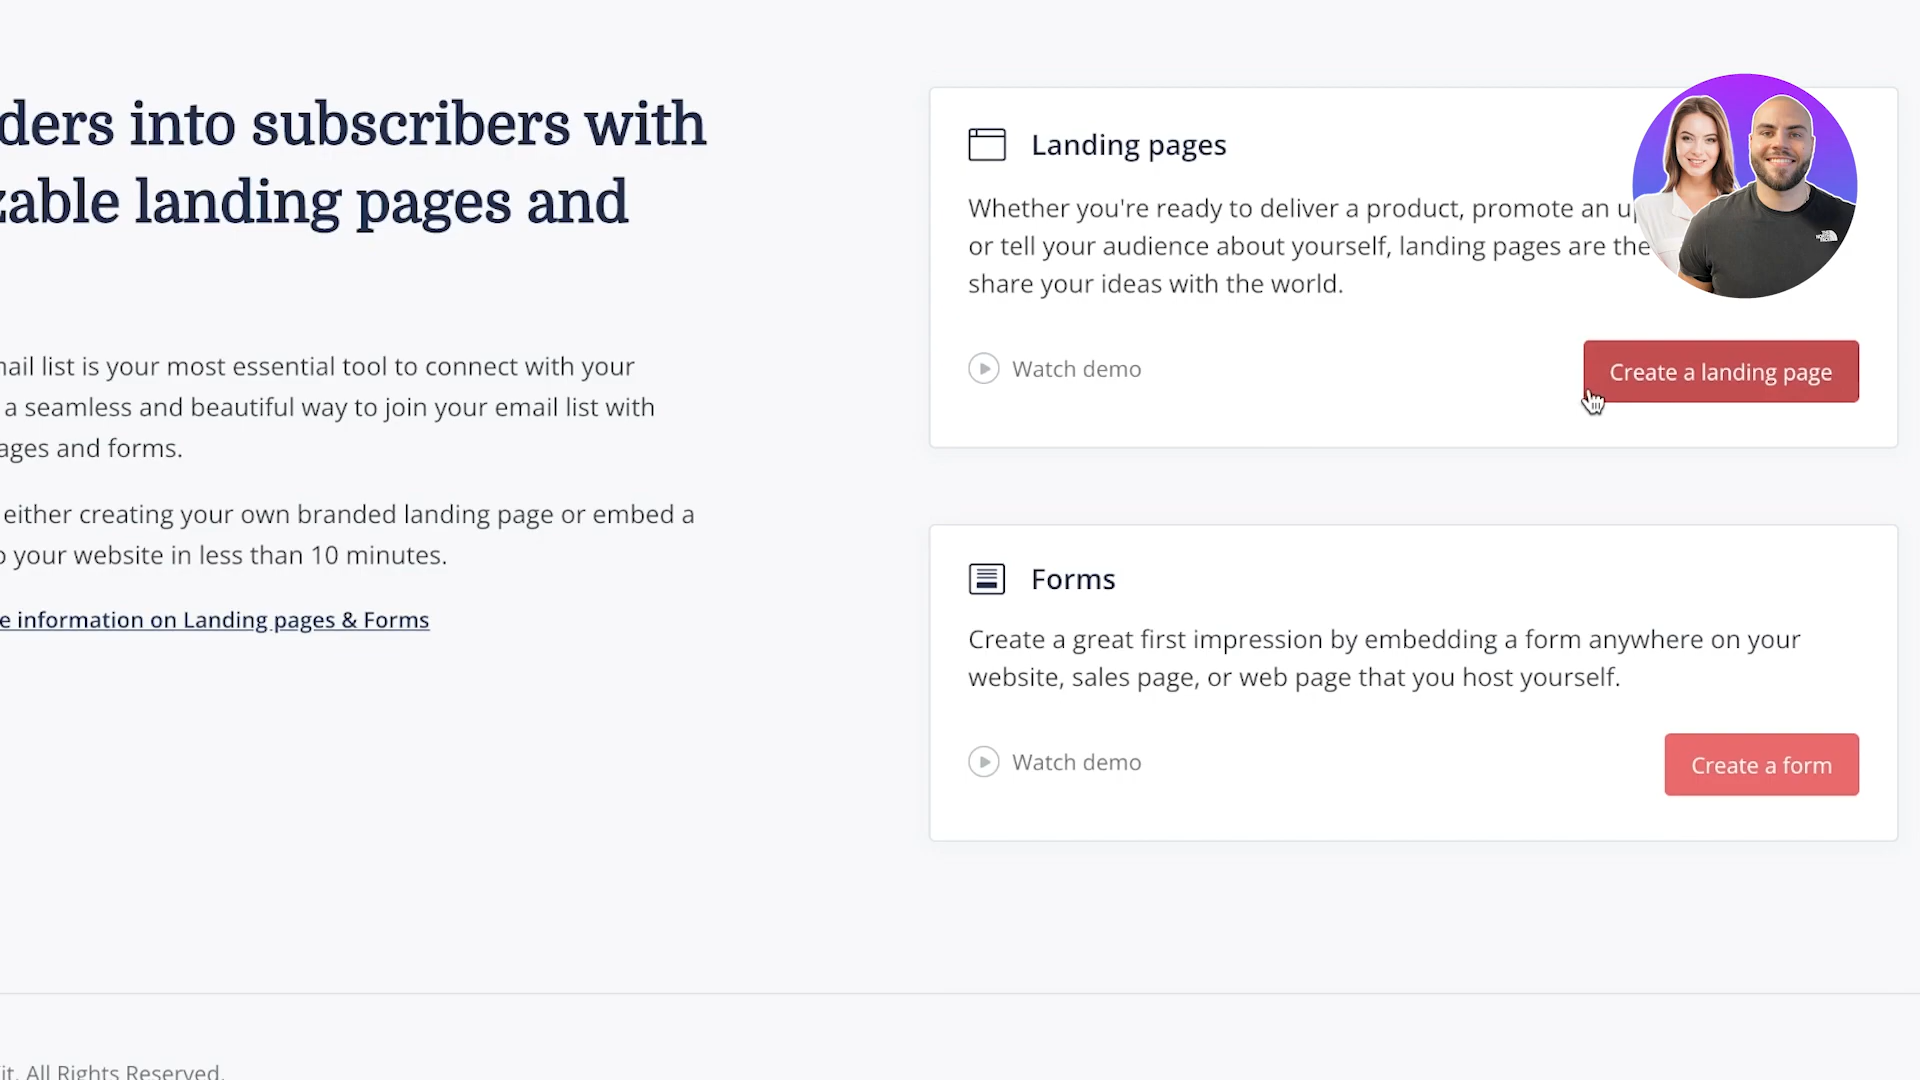 ders into subscribers with
zable landing pages and
ail list is your most essential tool to connect with your
a seamless and beautiful way to join your email list with
ages and forms.
either creating your own branded landing page or embed a
your website in less than 10 minutes.
e information on Landing pages & Forms
Landing pages
Whether you're ready to deliver a product, promote an up
or tell your audience about yourself, landing pages are the
share your ideas with the world.
Watch demo
Create a landing page
Forms
Create a great first impression by embedding a form anywhere on your
website, sales page, or web page that you host yourself.
Watch demo
Create a form
it. All Rights Reserved.